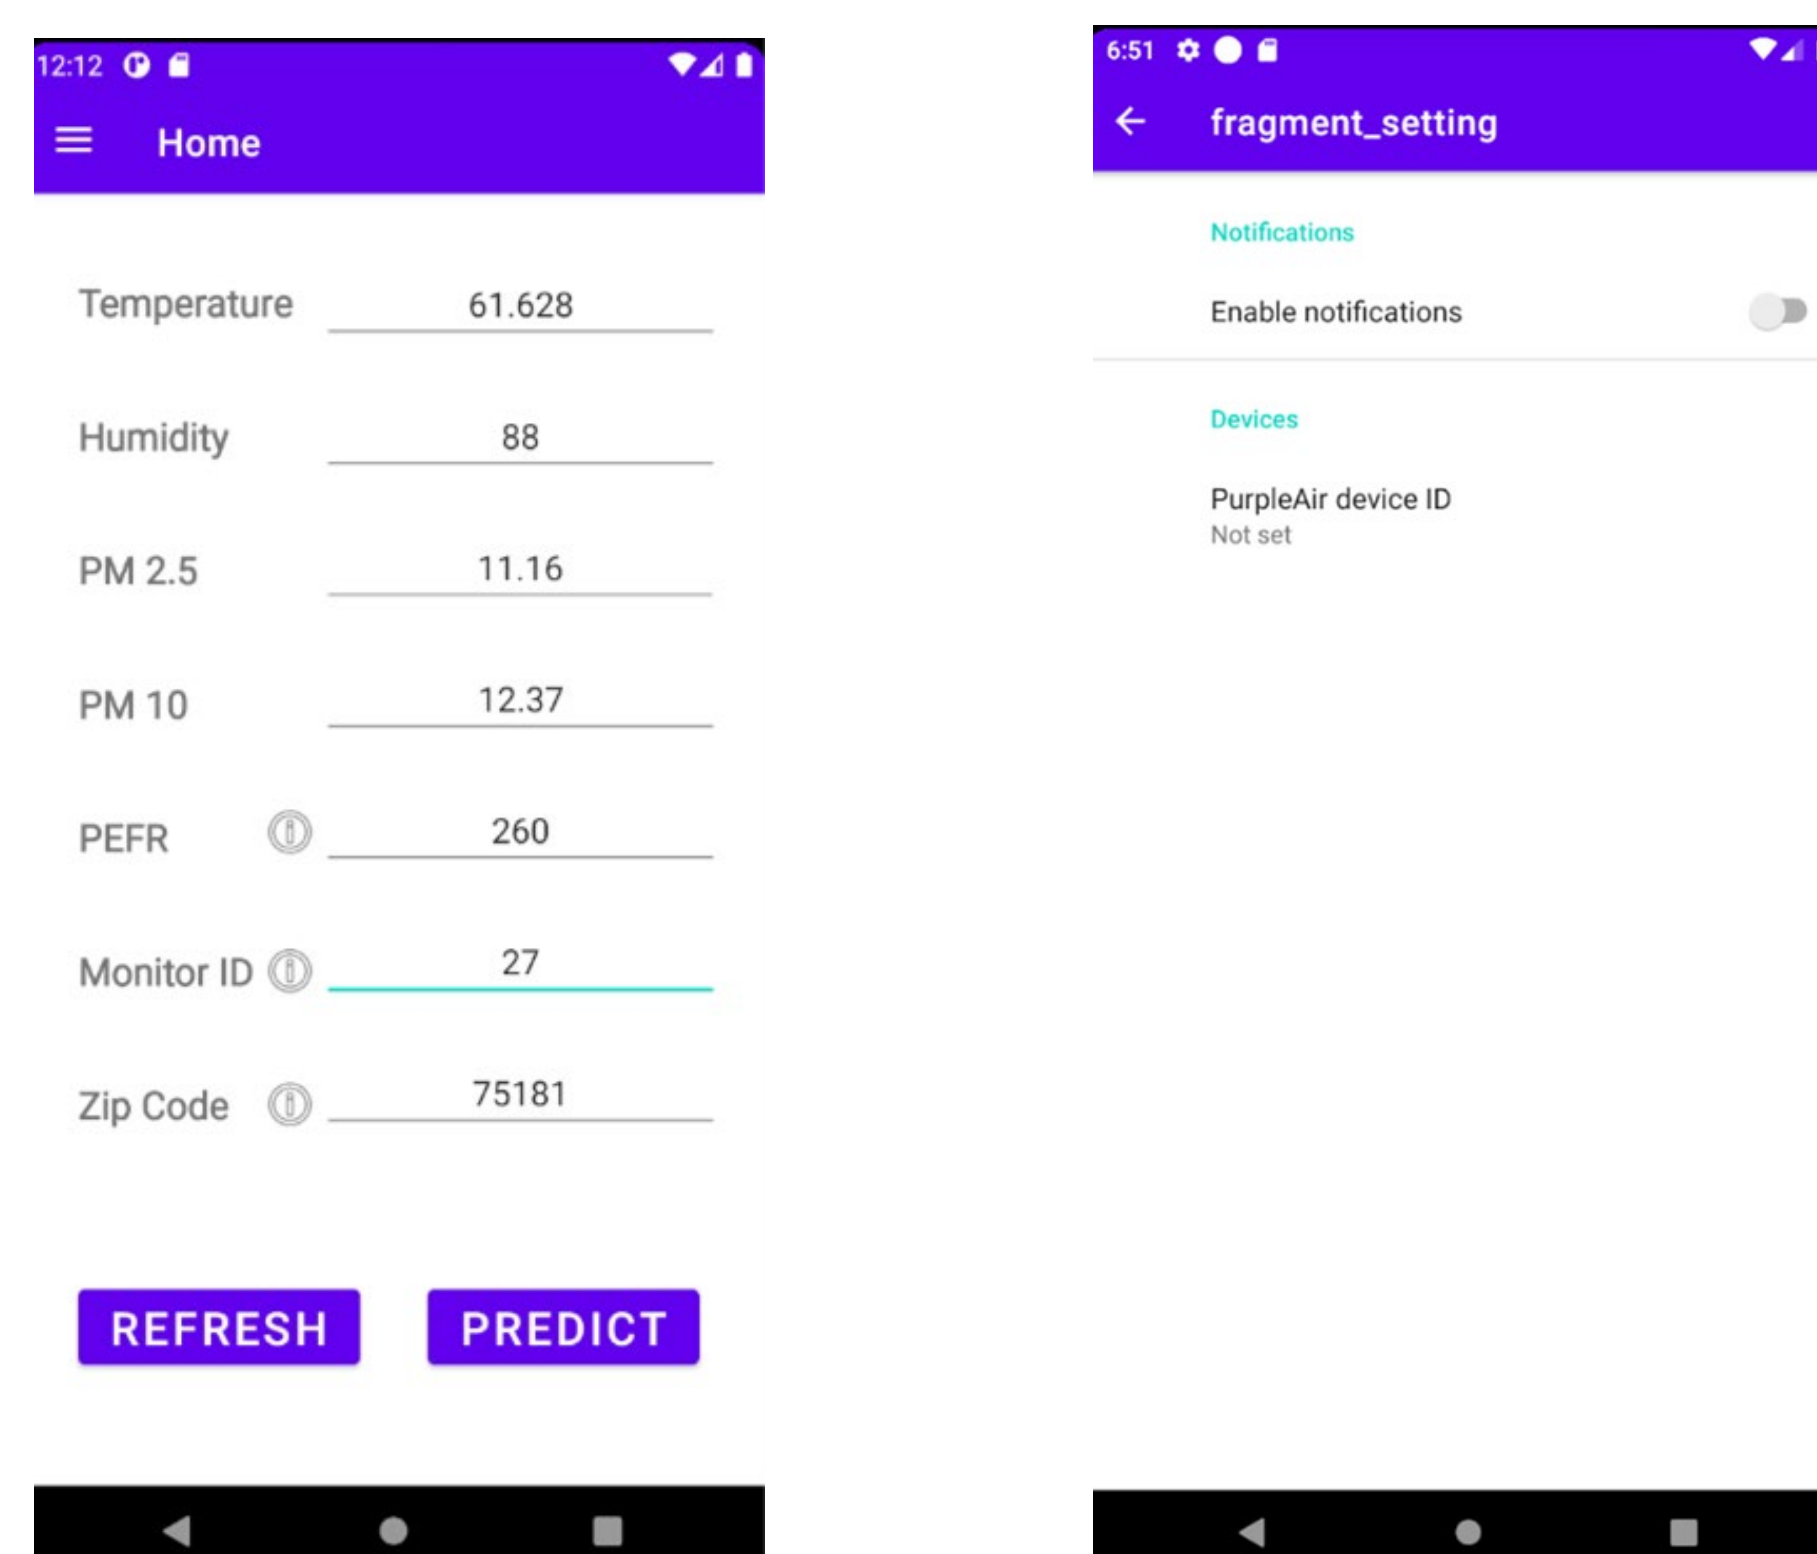 12:12
Home
Temperature 61.628
Humidity 88
PM 2.5 11.16
PM 10 12.37
PEFR 260
Monitor ID 27
Zip Code 75181
REFRESH PREDICT
6:51
fragment_setting
Notifications
Enable notifications
Devices
PurpleAir device ID
Not set